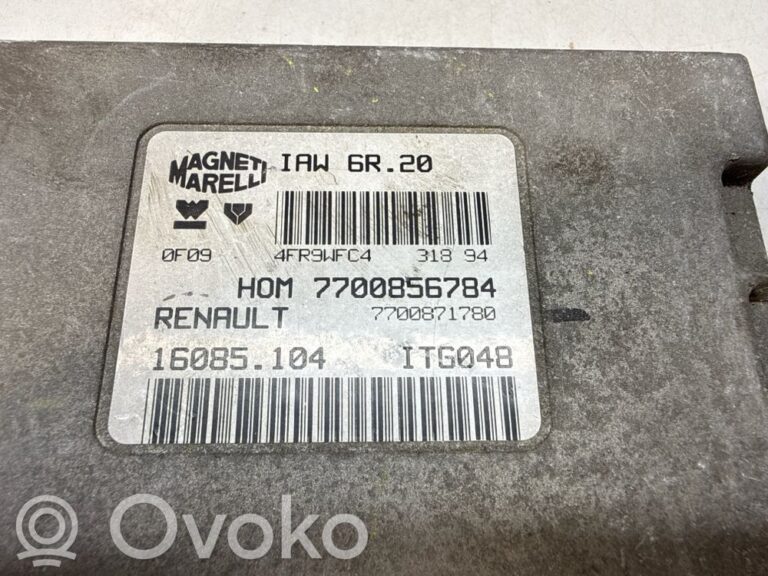 MAGNETI MARELLI IAW 6R.20
0F09 4FR9WFC4 318 94
HOM 7700856784
RENAULT 7700871780
16085.104 ITG048
Ovoko